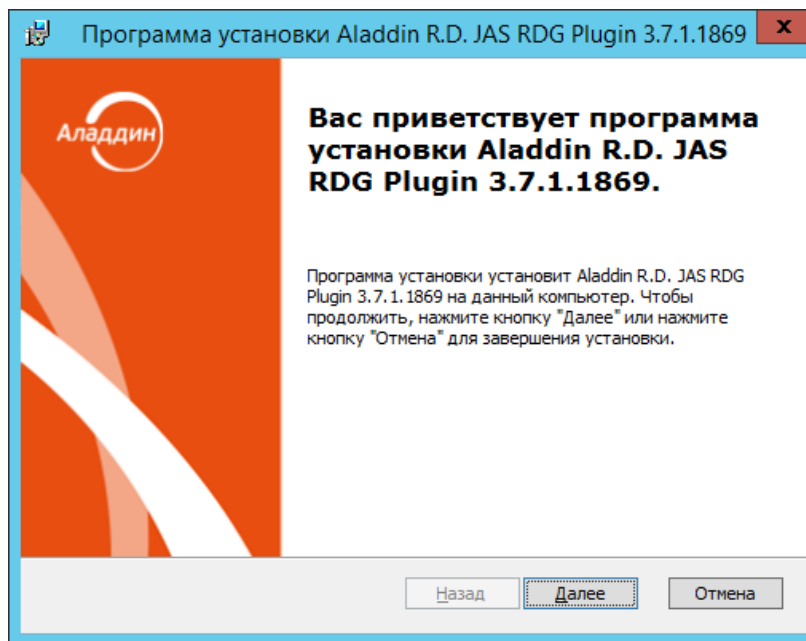 Программа установки Aladdin R.D. JAS RDG Plugin 3.7.1.1869
x
Аладдин
Вас приветствует программа
установки Aladdin R.D. JAS
RDG Plugin 3.7.1.1869.
Программа установки установит Aladdin R.D. JAS RDG
Plugin 3.7.1.1869 на данный компьютер. Чтобы
продолжить, нажмите кнопку "Далее" или нажмите
кнопку "Отмена" для завершения установки.
Назад Далее Отмена